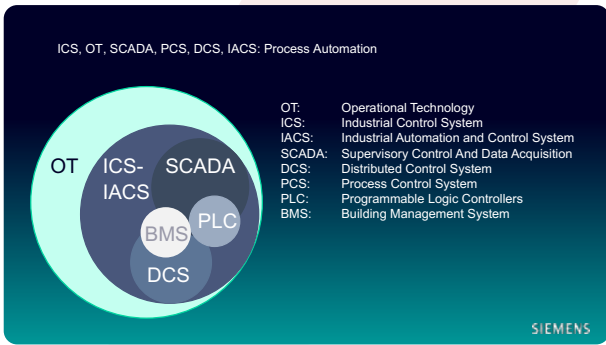 ICS, OT, SCADA, PCS, DCS, IACS: Process Automation
OT
ICS-
IACS
SCADA
PLC
BMS
DCS
OT: Operational Technology
ICS: Industrial Control System
IACS: Industrial Automation and Control System
SCADA: Supervisory Control And Data Acquisition
DCS: Distributed Control System
PCS: Process Control System
PLC: Programmable Logic Controllers
BMS: Building Management System
SIEMENS